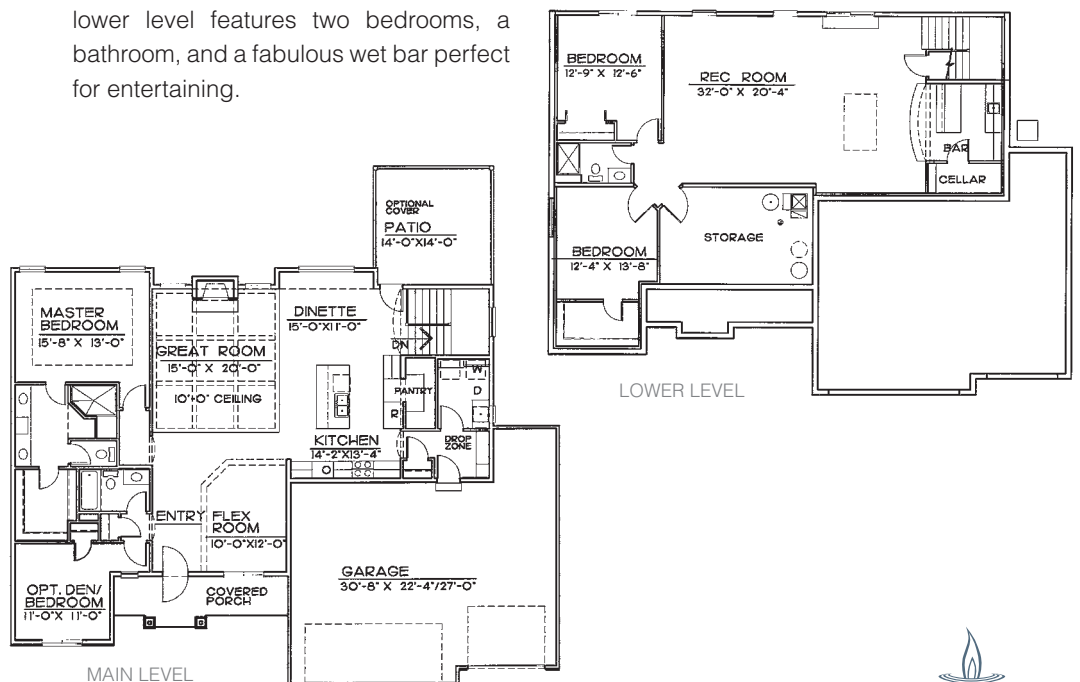 lower level features two bedrooms, a
bathroom, and a fabulous wet bar perfect
for entertaining.
BEDROOM
12'-9" X 12'-6"
REC ROOM
32'-0" X 20'-4"
BAR
CELLAR
STORAGE
BEDROOM
12'-4" X 13'-8"
LOWER LEVEL
OPTIONAL
COVER
PATIO
14'-0"X14'-0"
MASTER
BEDROOM
15'-8" X 13'-0"
GREAT ROOM
15'-0" X 20'-0"
10'-0" CEILING
DINETTE
15'-0"X11'-0"
DN
PANTRY
W
D
R
DROP
ZONE
KITCHEN
14'-2"X13'-4"
ENTRY
FLEX
ROOM
10'-0"X12'-0"
GARAGE
30'-8" X 22'-4"/27'-0"
OPT. DEN/
BEDROOM
11'-0"X 11'-0"
COVERED
PORCH
MAIN LEVEL